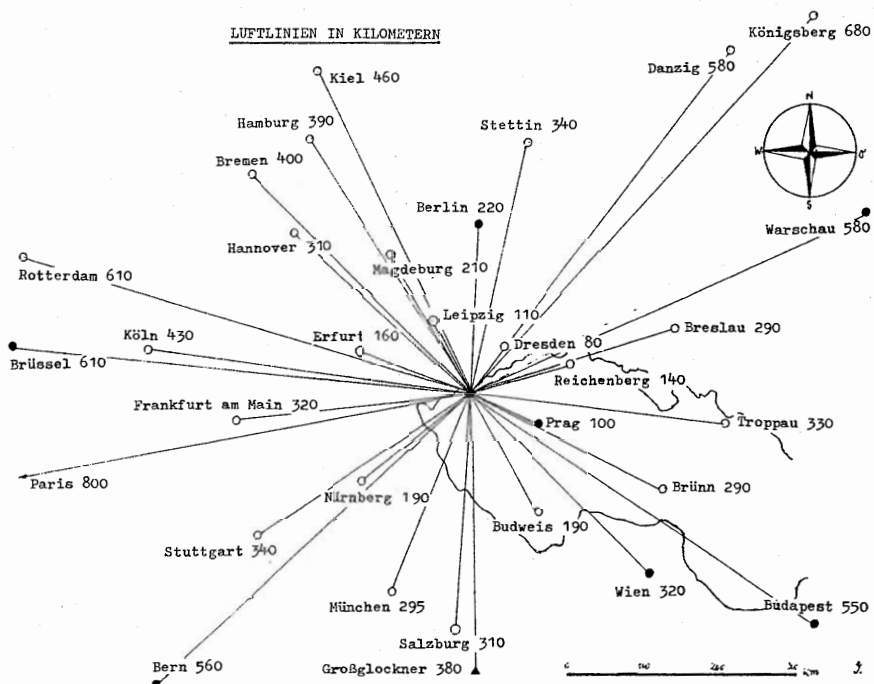 LUFTLINIEN IN KILOMETERN
Königsberg 680
Danzig 580
Kiel 460
Hamburg 390
Stettin 340
Bremen 400
N
W
O
S
Berlin 220
Warschau 580
Hannover 310
Magdeburg 210
Rotterdam 610
Leipzig 110
Köln 430
Erfurt 160
Dresden 80
Breslau 290
Brüssel 610
Reichenberg 140
Frankfurt am Main 320
Prag 100
Troppau 330
Paris 800
Nürnberg 190
Brünn 290
Budweis 190
Stuttgart 340
Wien 320
München 295
Budapest 550
Salzburg 310
Bern 560
Großglockner 380
0
km